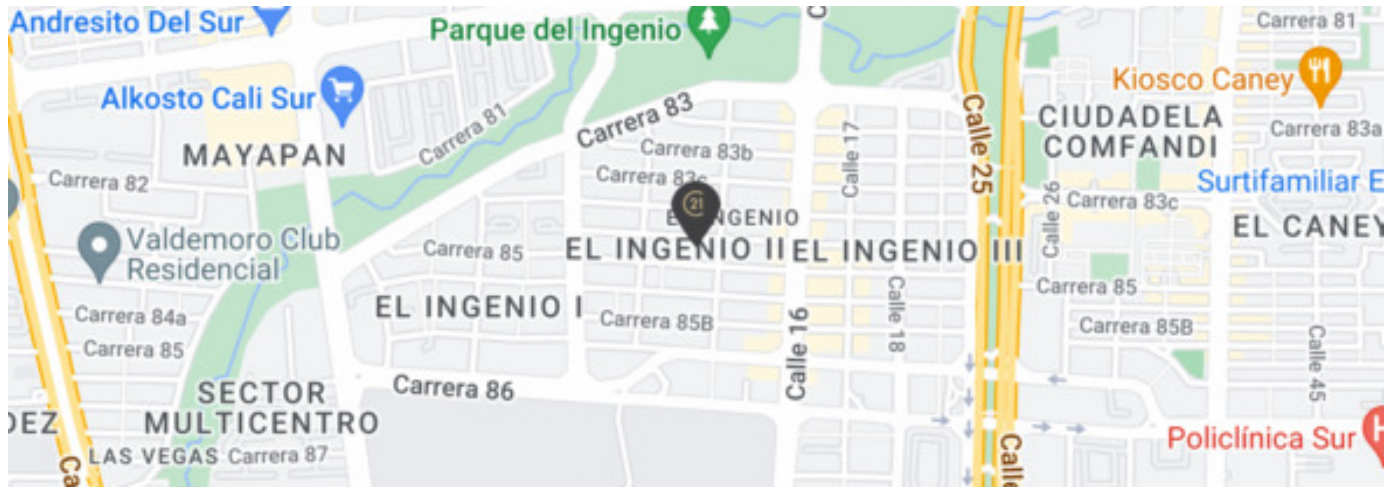 Andresito Del Sur
Parque del Ingenio
Carrera 81
Kiosco Caney
Alkosto Cali Sur
Carrera 81
Carrera 83
Calle 17
Calle 25
CIUDADELA
COMFANDI
Carrera 83a
MAYAPAN
Carrera 83b
Carrera 82
Carrera 83c
Calle 26
Carrera 83c
Surtifamiliar E
21
INGENIO
EL CANEY
Valdemoro Club
Residencial
Carrera 85
EL INGENIO II
EL INGENIO III
Carrera 85
EL INGENIO I
Carrera 84a
Carrera 85B
Calle 16
Calle 18
Carrera 85B
Calle 45
Carrera 85
SECTOR
MULTICENTRO
Carrera 86
DEZ
LAS VEGAS
Carrera 87
Ca
Calle
Policlínica Sur
H